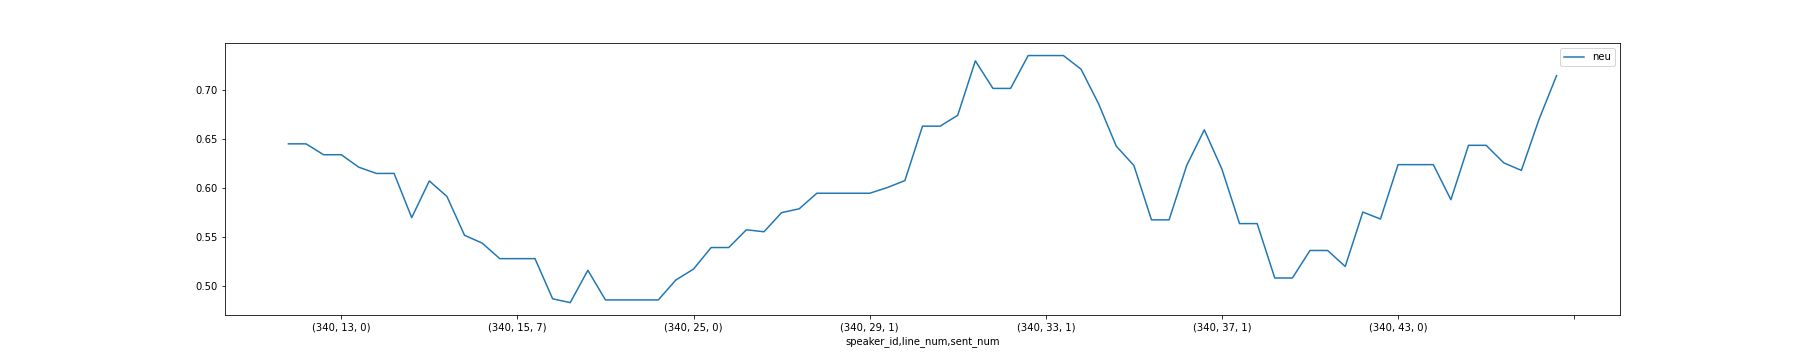 neu
0.70
0.65
0.60
0.55
0.50
(340, 13, 0) (340, 15, 7) (340, 25, 0) (340, 29, 1) (340, 33, 1) (340, 37, 1) (340, 43, 0)
speaker_id,line_num,sent_num